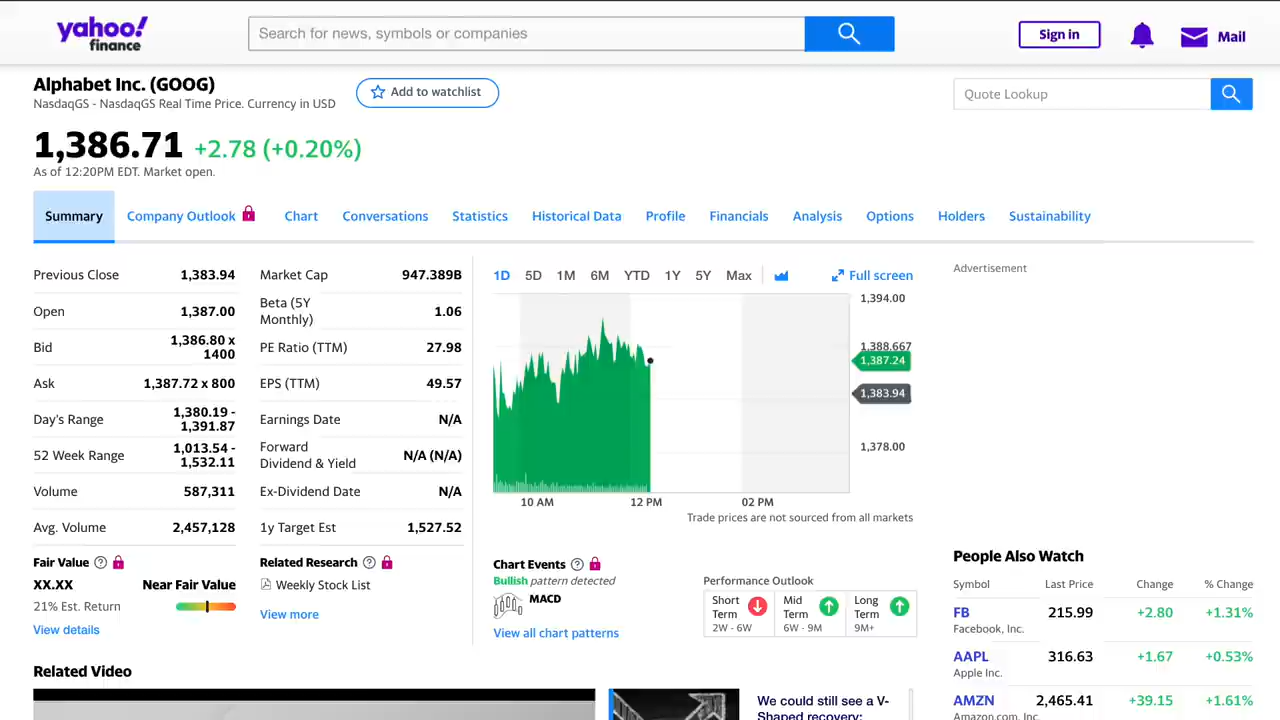 yahoo!
finance
Search for news, symbols or companies
Sign in
Mail
Alphabet Inc. (GOOG)
NasdaqGS - NasdaqGS Real Time Price. Currency in USD
Add to watchlist
Quote Lookup
1,386.71 +2.78 (+0.20%)
As of 12:20PM EDT. Market open.
Summary Company Outlook Chart Conversations Statistics Historical Data Profile Financials Analysis Options Holders Sustainability
Previous Close 1,383.94
Open 1,387.00
Bid 1,386.80 x
1400
Ask 1,387.72 x 800
Day's Range 1,380.19 -
1,391.87
52 Week Range 1,013.54 -
1,532.11
Volume 587,311
Avg. Volume 2,457,128
Market Cap 947.389B
Beta (5Y
Monthly) 1.06
PE Ratio (TTM) 27.98
EPS (TTM) 49.57
Earnings Date N/A
Forward
Dividend & Yield N/A (N/A)
Ex-Dividend Date N/A
1y Target Est 1,527.52
1D 5D 1M 6M YTD 1Y 5Y Max
Full screen
1,394.00
1,388.667
1,387.24
1,383.94
1,378.00
10 AM 12 PM 02 PM
Trade prices are not sourced from all markets
Advertisement
Fair Value
XX.XX Near Fair Value
21% Est. Return
View details
Related Research
Weekly Stock List
View more
Chart Events
Bullish pattern detected
MACD
View all chart patterns
Performance Outlook
Short
Term
2W - 6W
Mid
Term
6W - 9M
Long
Term
9M+
People Also Watch
Symbol Last Price Change % Change
FB 215.99 +2.80 +1.31%
Facebook, Inc.
AAPL 316.63 +1.67 +0.53%
Apple Inc.
AMZN 2,465.41 +39.15 +1.61%
Amazon.com, Inc.
Related Video
We could still see a V-
Shaped recovery: